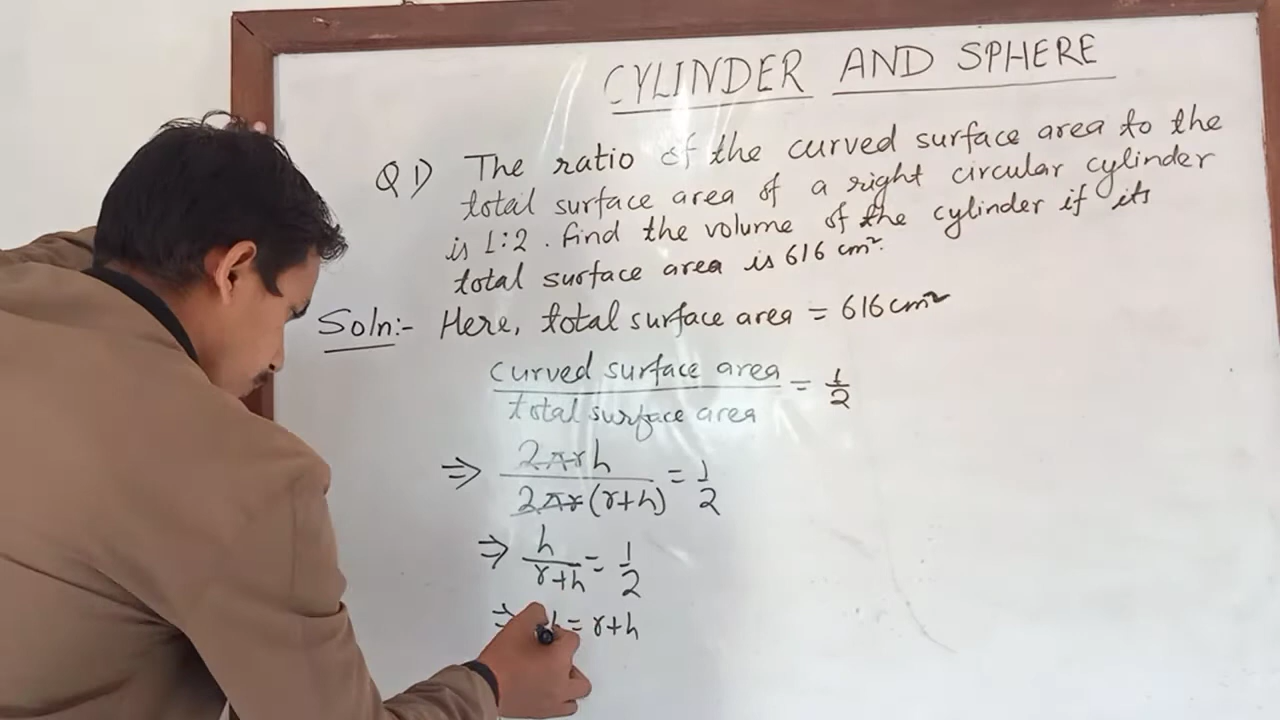 CYLINDER AND SPHERE
Q1) The ratio of the curved surface area to the
total surface area of a right circular cylinder
is 1:2. find the volume of the cylinder if its
total surface area is 616 cm².
Soln:- Here, total surface area = 616 cm²
curved surface area / total surface area = 1/2
⇒ 2πrh / 2πr(r+h) = 1/2
⇒ h / r+h = 1/2
⇒ h = r+h